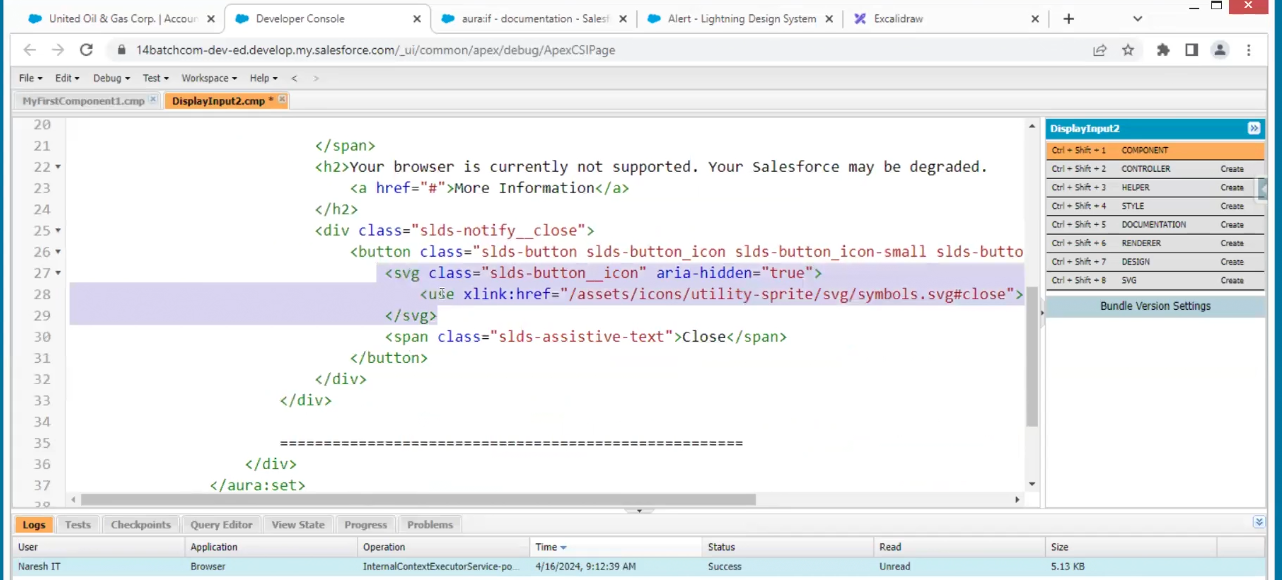 United Oil & Gas Corp. | Accoun
Developer Console
aura:if - documentation - Salesf
Alert - Lightning Design System
Excalidraw
14batchcom-dev-ed.develop.my.salesforce.com/_ui/common/apex/debug/ApexCSIPage
File Edit Debug Test Workspace Help < >
MyFirstComponent1.cmp
DisplayInput2.cmp *
20
21 </span>
22 <h2>Your browser is currently not supported. Your Salesforce may be degraded.
23 <a href="#">More Information</a>
24 </h2>
25 <div class="slds-notify__close">
26 <button class="slds-button slds-button_icon slds-button_icon-small slds-butto
27 <svg class="slds-button__icon" aria-hidden="true">
28 <use xlink:href="/assets/icons/utility-sprite/svg/symbols.svg#close">
29 </svg>
30 <span class="slds-assistive-text">Close</span>
31 </button>
32 </div>
33 </div>
34
35 =====================================================
36 </div>
37 </aura:set>
38
DisplayInput2
Ctrl + Shift + 1 COMPONENT
Ctrl + Shift + 2 CONTROLLER Create
Ctrl + Shift + 3 HELPER Create
Ctrl + Shift + 4 STYLE Create
Ctrl + Shift + 5 DOCUMENTATION Create
Ctrl + Shift + 6 RENDERER Create
Ctrl + Shift + 7 DESIGN Create
Ctrl + Shift + 8 SVG Create
Bundle Version Settings
Logs Tests Checkpoints Query Editor View State Progress Problems
User Application Operation Time Status Read Size
Naresh IT Browser InternalContextExecutorService-po... 4/16/2024, 9:12:39 AM Success Unread 5.13 KB